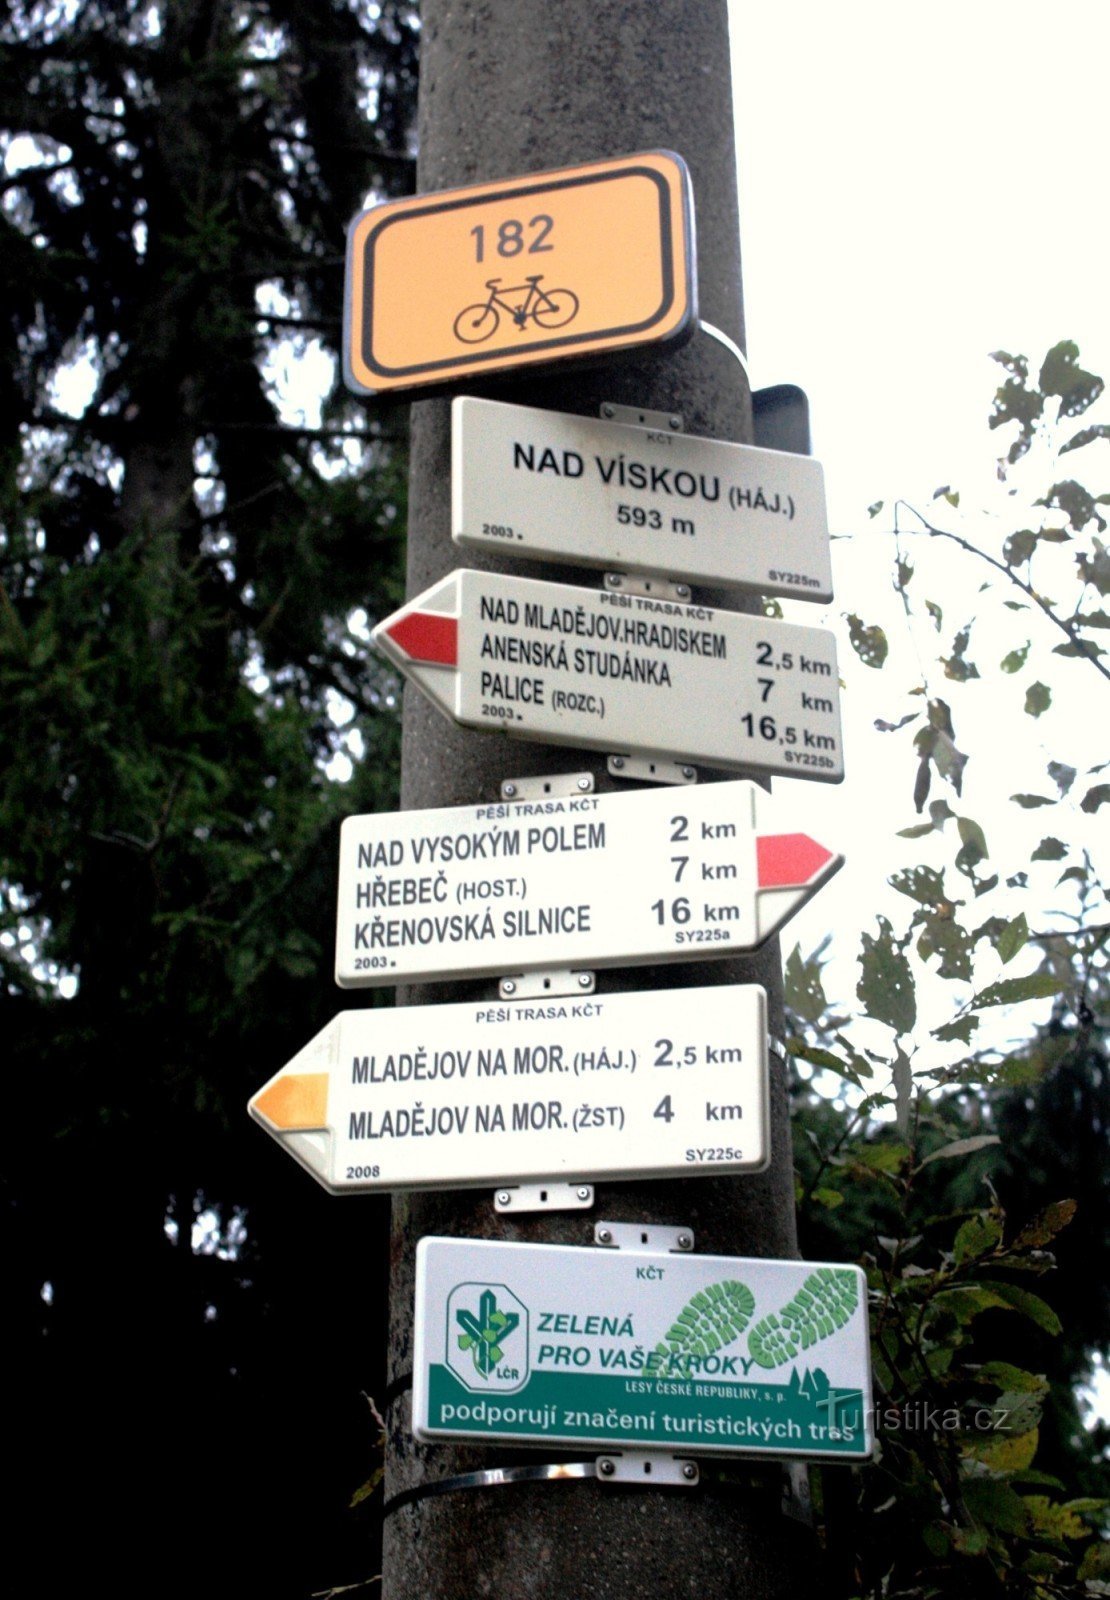 182
KČT
NAD VÍSKOU (HÁJ.)
593 m
2003
SY225m
PĚŠÍ TRASA KČT
NAD MLADĚJOV.HRADISKEM 2,5 km
ANENSKÁ STUDÁNKA 7 km
PALICE (ROZC.) 16,5 km
2003
SY225b
PĚŠÍ TRASA KČT
NAD VYSOKÝM POLEM 2 km
HŘEBEČ (HOST.) 7 km
KŘENOVSKÁ SILNICE 16 km
2003
SY225a
PĚŠÍ TRASA KČT
MLADĚJOV NA MOR. (HÁJ.) 2,5 km
MLADĚJOV NA MOR. (ŽST) 4 km
2008
SY225c
KČT
ZELENÁ
PRO VAŠE KROKY
LČR
LESY ČESKÉ REPUBLIKY, s. p.
podporují značení turistických tras
Turistika.cz